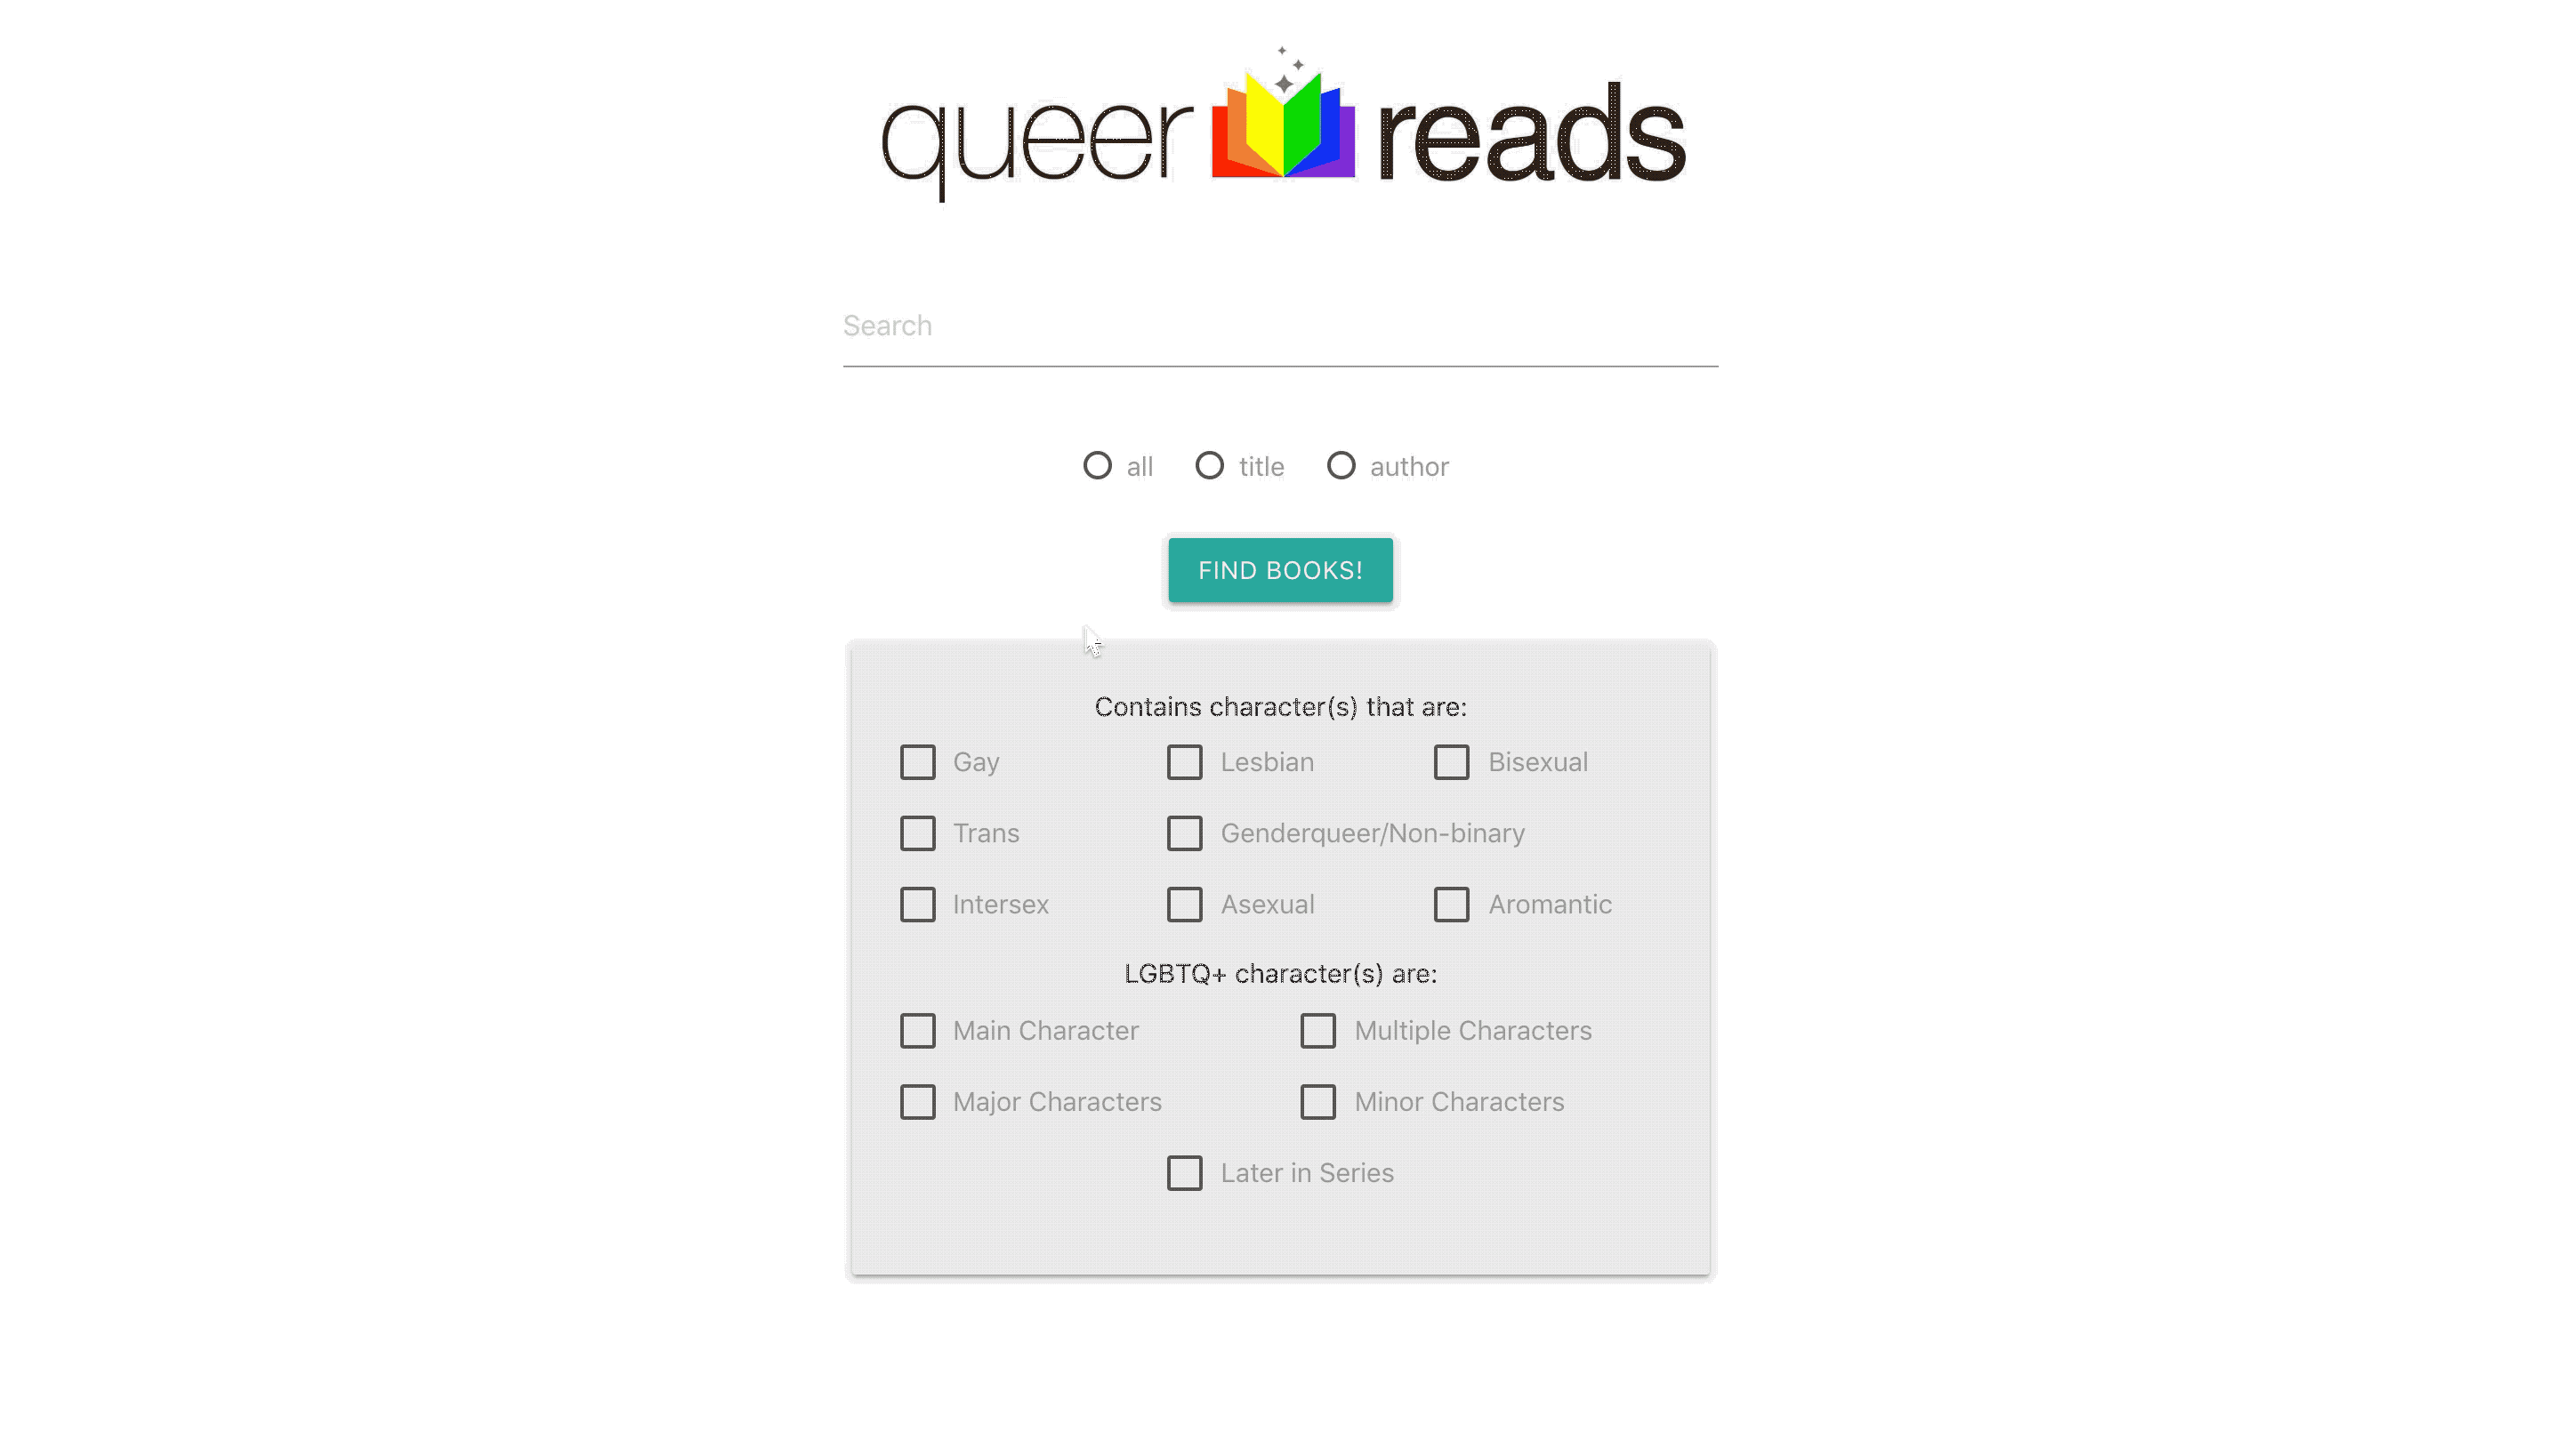 queer reads
Search
all title author
FIND BOOKS!
Contains character(s) that are:
Gay Lesbian Bisexual
Trans Genderqueer/Non-binary
Intersex Asexual Aromantic
LGBTQ+ character(s) are:
Main Character Multiple Characters
Major Characters Minor Characters
Later in Series